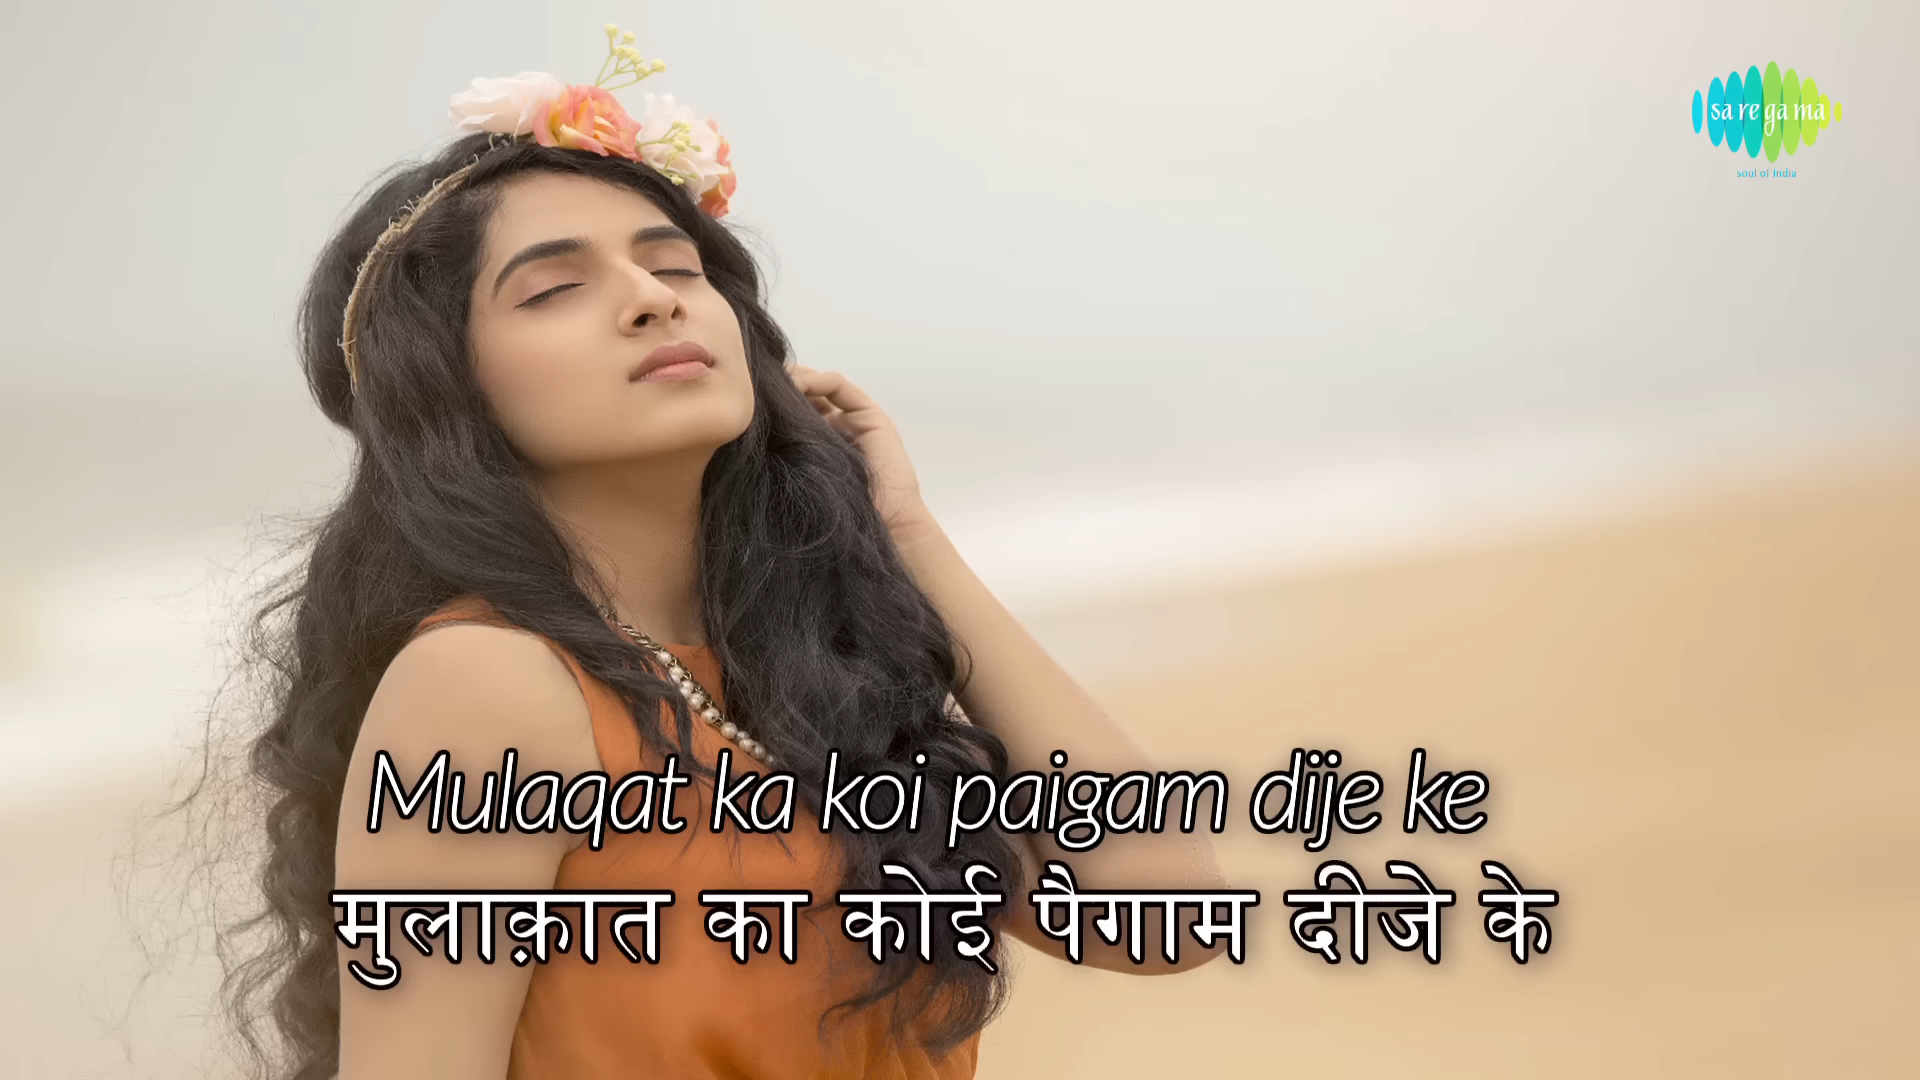 sa re ga ma
soul of India
Mulaqat ka koi paigam dije ke
मुलाक़ात का कोई पैगाम दीजे के